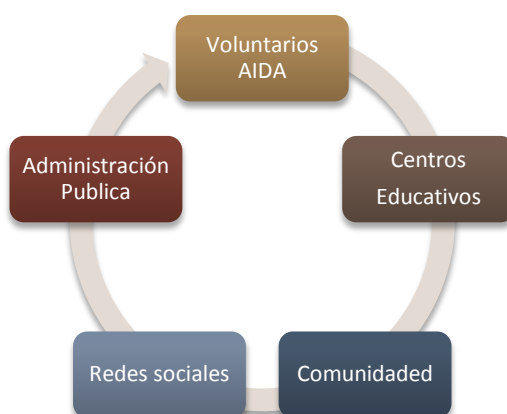 Voluntarios
AIDA
Centros
Educativos
Comunidaded
Redes sociales
Administración
Publica